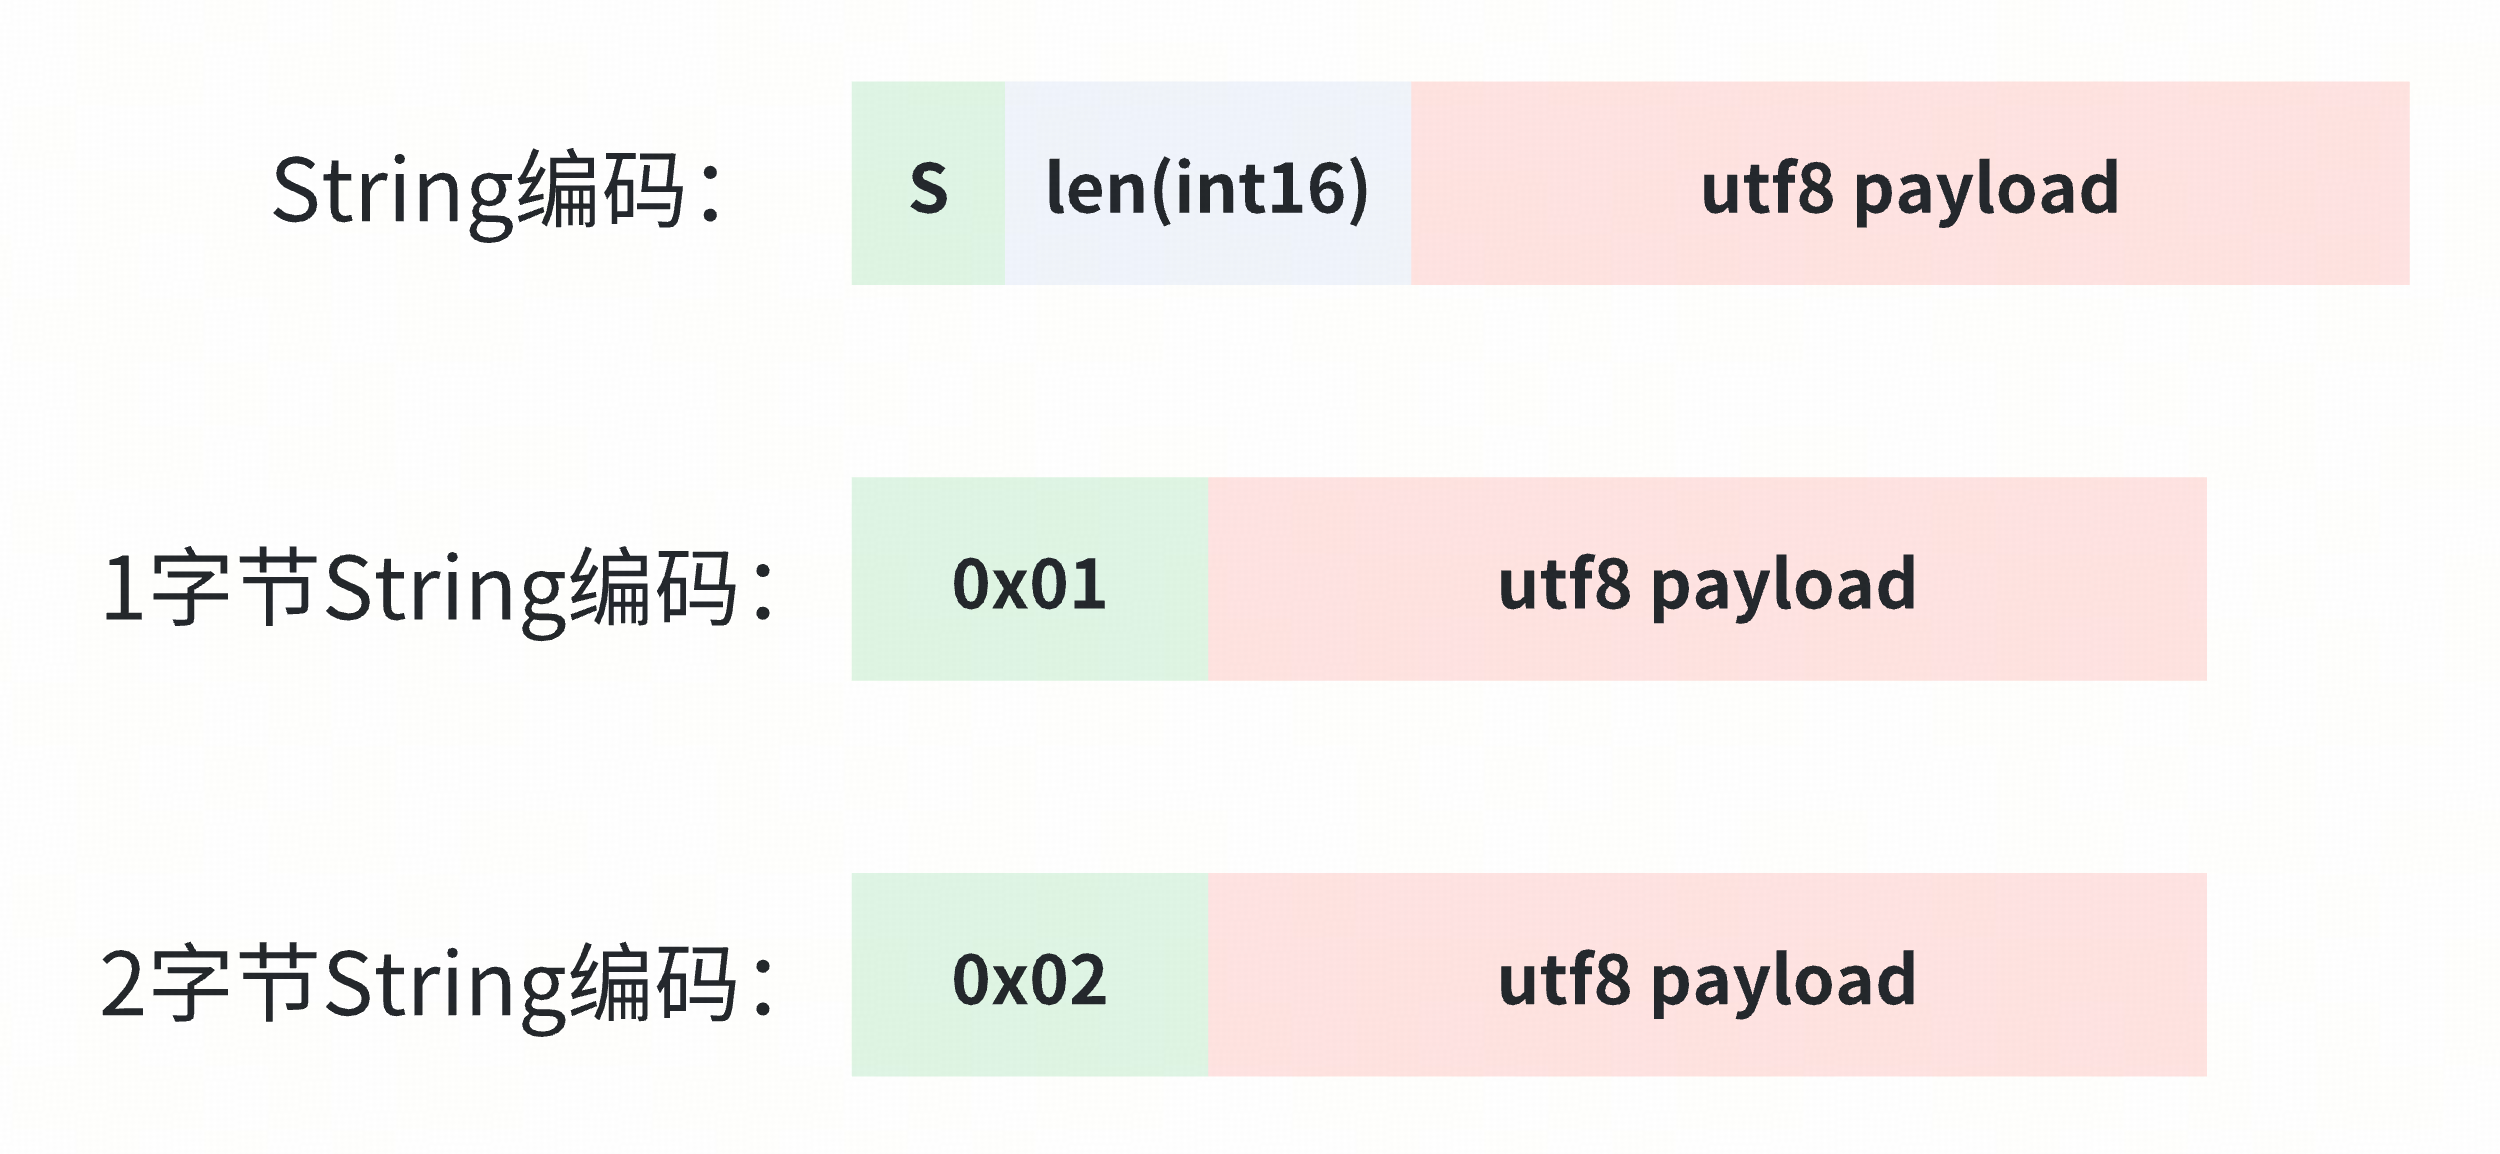 String编码： S len(int16) utf8 payload
1字节String编码： 0x01 utf8 payload
2字节String编码： 0x02 utf8 payload